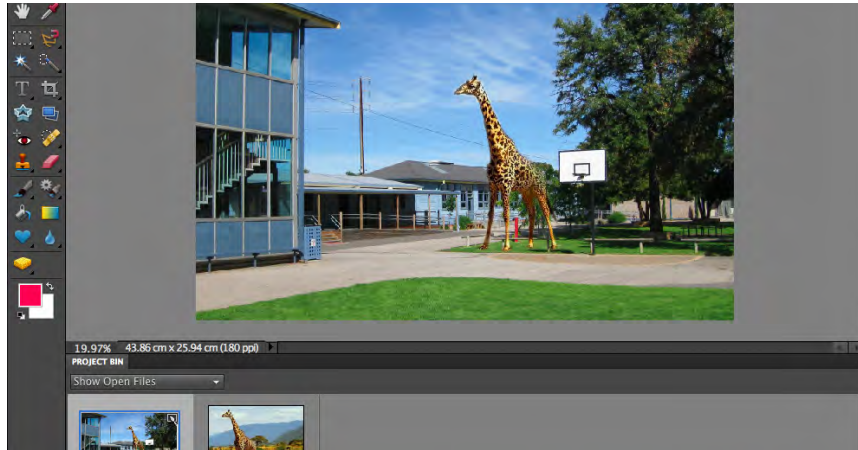 19.97% 43.86 cm x 25.94 cm (180 ppi)
PROJECT BIN
Show Open Files